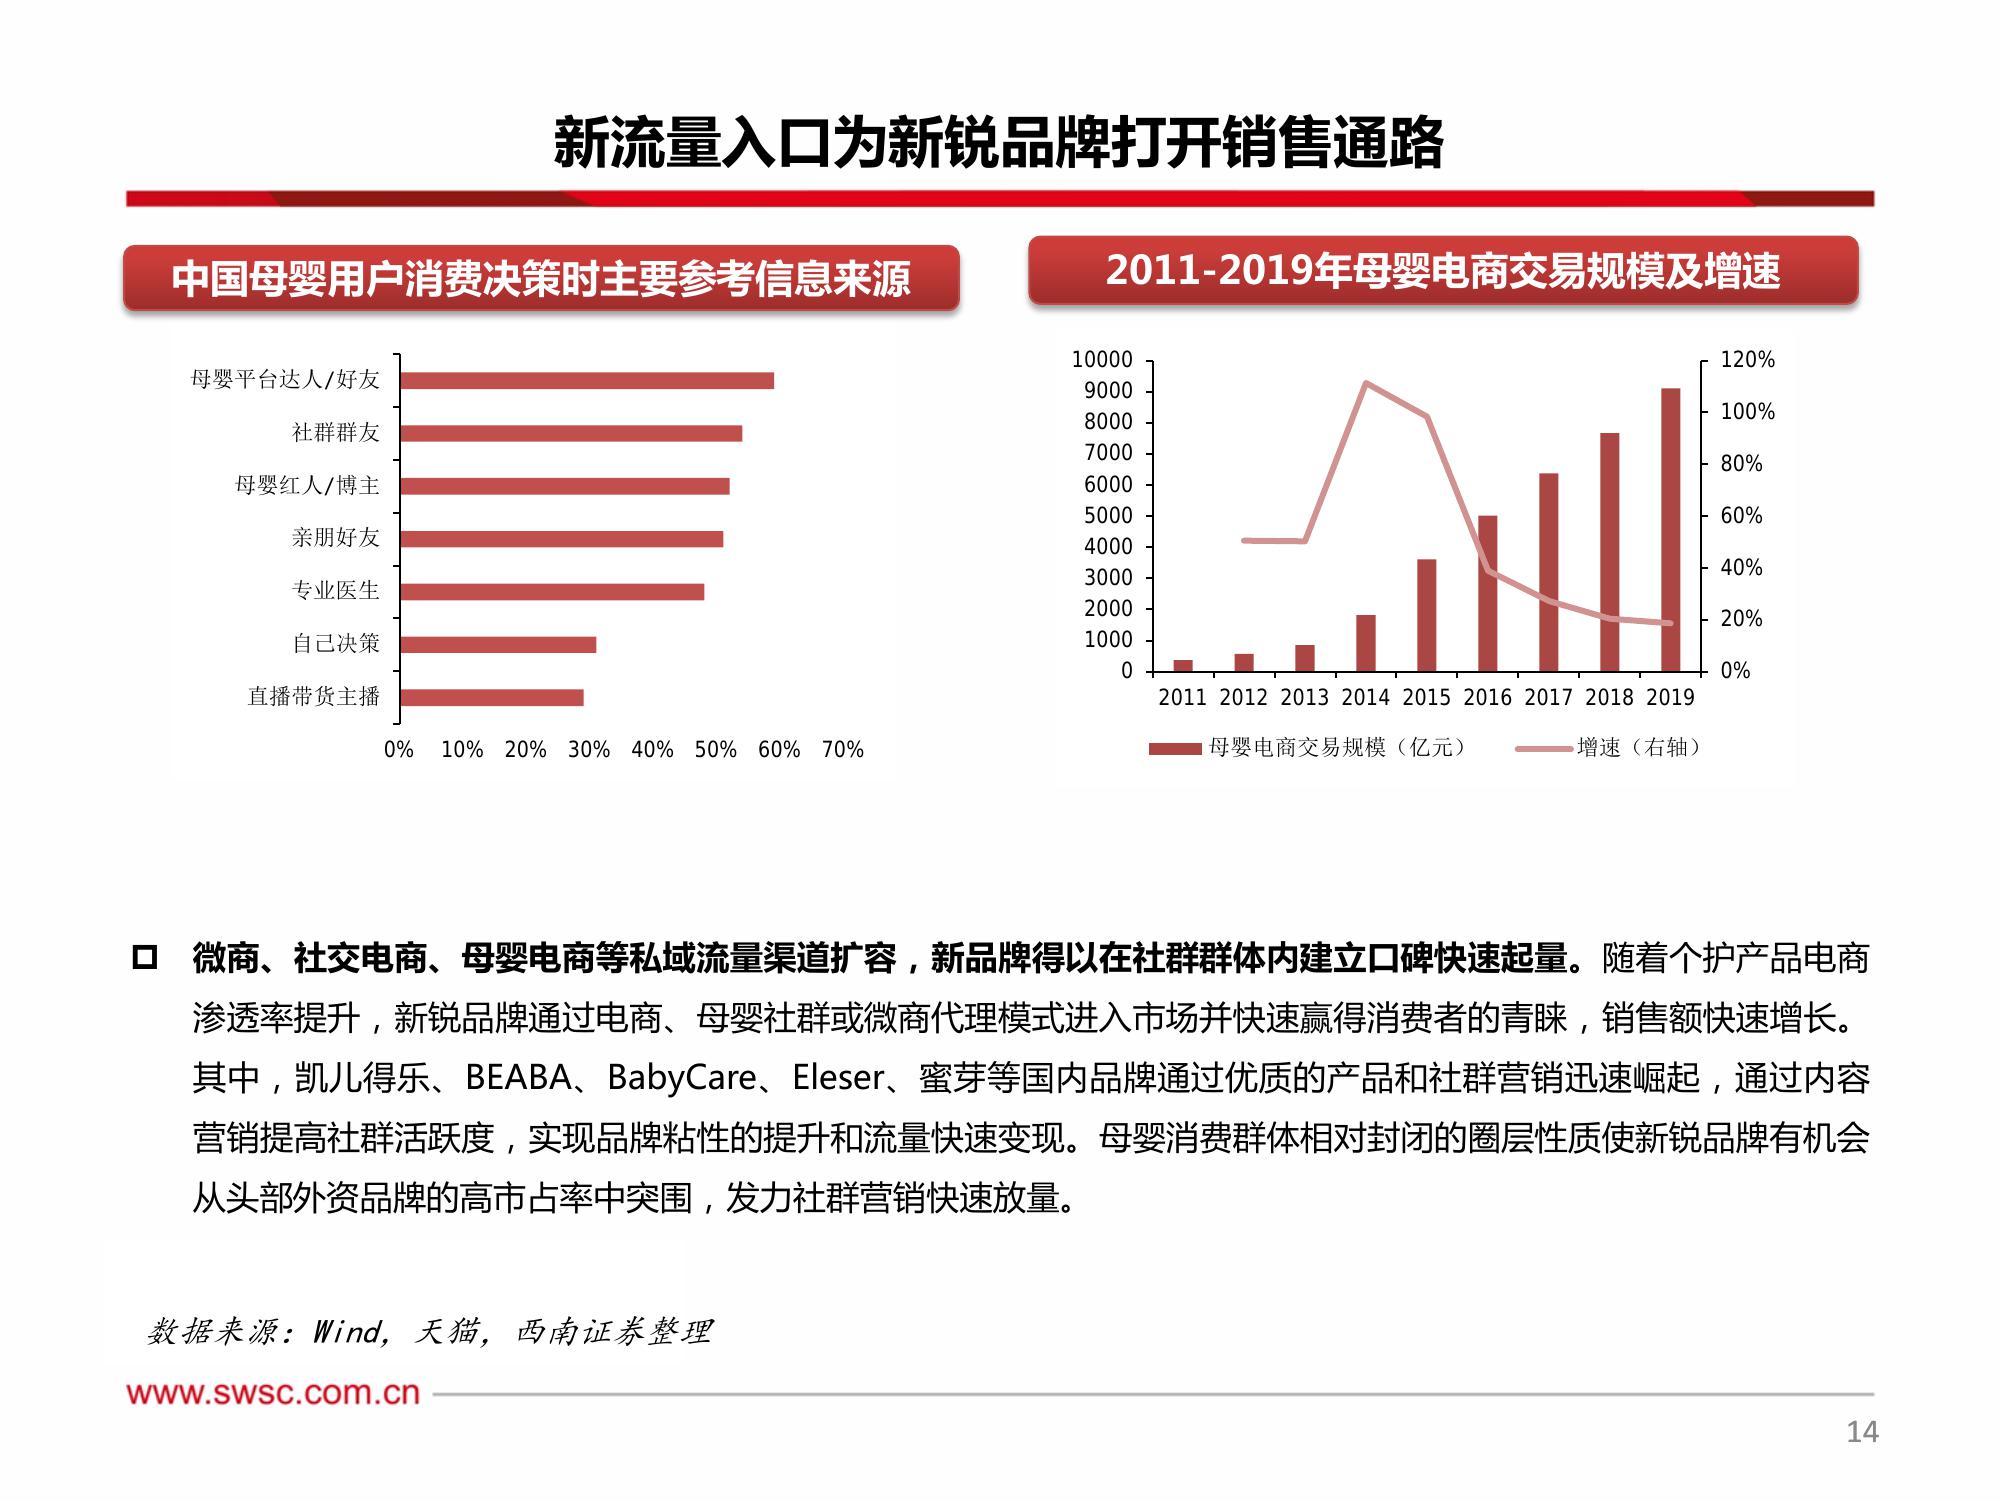 新流量入口为新锐品牌打开销售通路
中国母婴用户消费决策时主要参考信息来源
母婴平台达人/好友
社群群友
母婴红人/博主
亲朋好友
专业医生
自己决策
直播带货主播
0% 10% 20% 30% 40% 50% 60% 70%
2011-2019年母婴电商交易规模及增速
10000
9000
8000
7000
6000
5000
4000
3000
2000
1000
0
120%
100%
80%
60%
40%
20%
0%
2011 2012 2013 2014 2015 2016 2017 2018 2019
母婴电商交易规模（亿元） 增速（右轴）
微商、社交电商、母婴电商等私域流量渠道扩容，新品牌得以在社群群体内建立口碑快速起量。随着个护产品电商
渗透率提升，新锐品牌通过电商、母婴社群或微商代理模式进入市场并快速赢得消费者的青睐，销售额快速增长。
其中，凯儿得乐、BEABA、BabyCare、Eleser、蜜芽等国内品牌通过优质的产品和社群营销迅速崛起，通过内容
营销提高社群活跃度，实现品牌粘性的提升和流量快速变现。母婴消费群体相对封闭的圈层性质使新锐品牌有机会
从头部外资品牌的高市占率中突围，发力社群营销快速放量。
数据来源：Wind，天猫，西南证券整理
www.swsc.com.cn
14